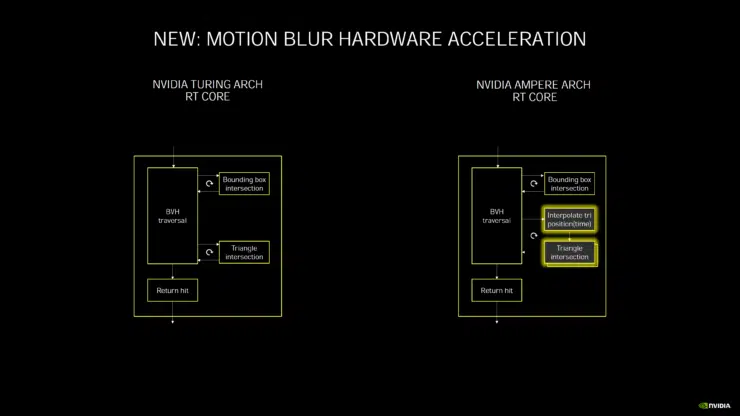 NEW: MOTION BLUR HARDWARE ACCELERATION
NVIDIA TURING ARCH
RT CORE
BVH
traversal
Bounding box
intersection
Triangle
intersection
Return hit
NVIDIA AMPERE ARCH
RT CORE
BVH
traversal
Bounding box
intersection
Interpolate tri
position(time)
Triangle
intersection
Return hit
NVIDIA